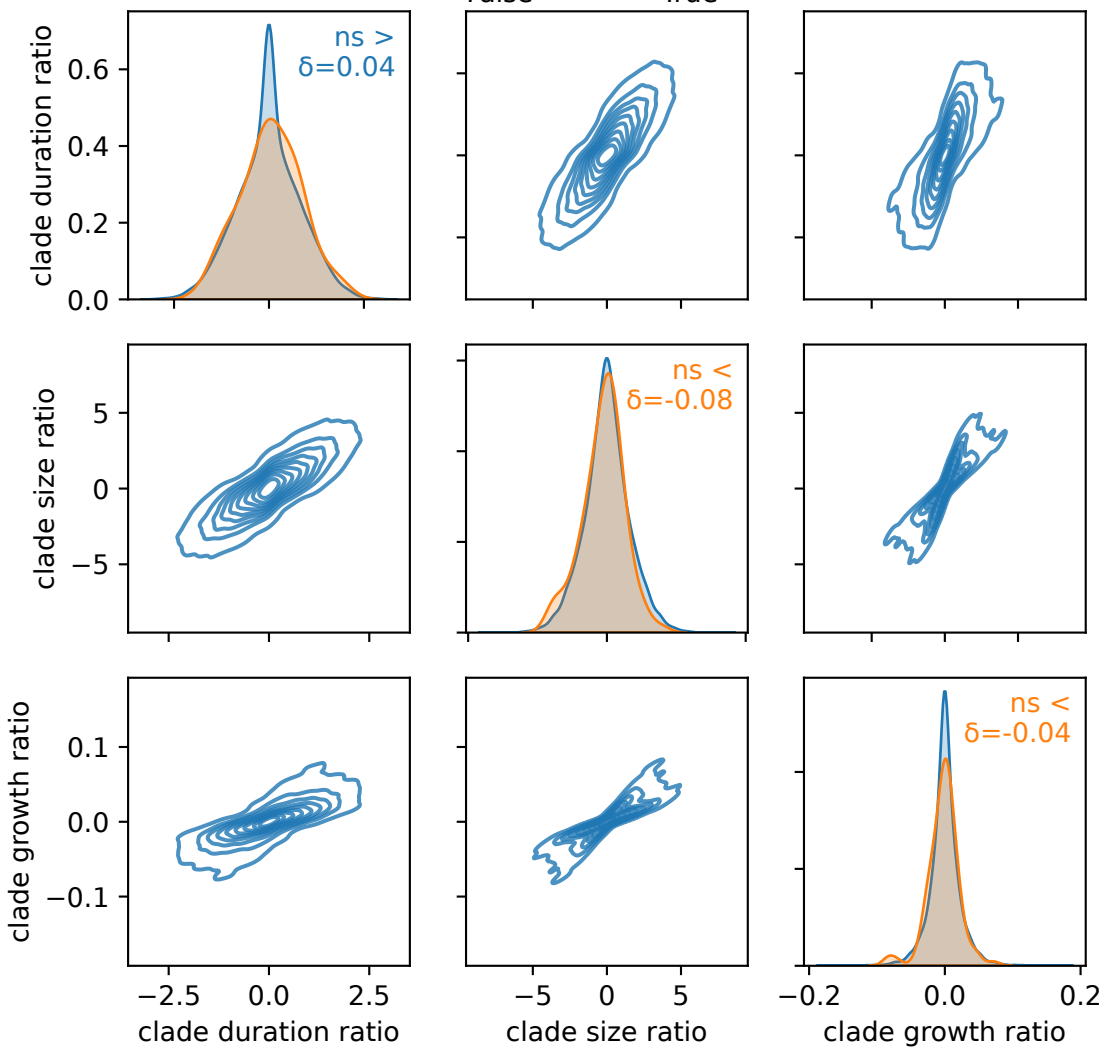 clade duration ratio
0.6
0.4
0.2
0.0
ns >
δ=0.04
clade size ratio
5
0
−5
ns <
δ=-0.08
clade growth ratio
0.1
0.0
−0.1
ns <
δ=-0.04
−2.5 0.0 2.5
−5 0 5
−0.2 0.0 0.2
clade duration ratio
clade size ratio
clade growth ratio